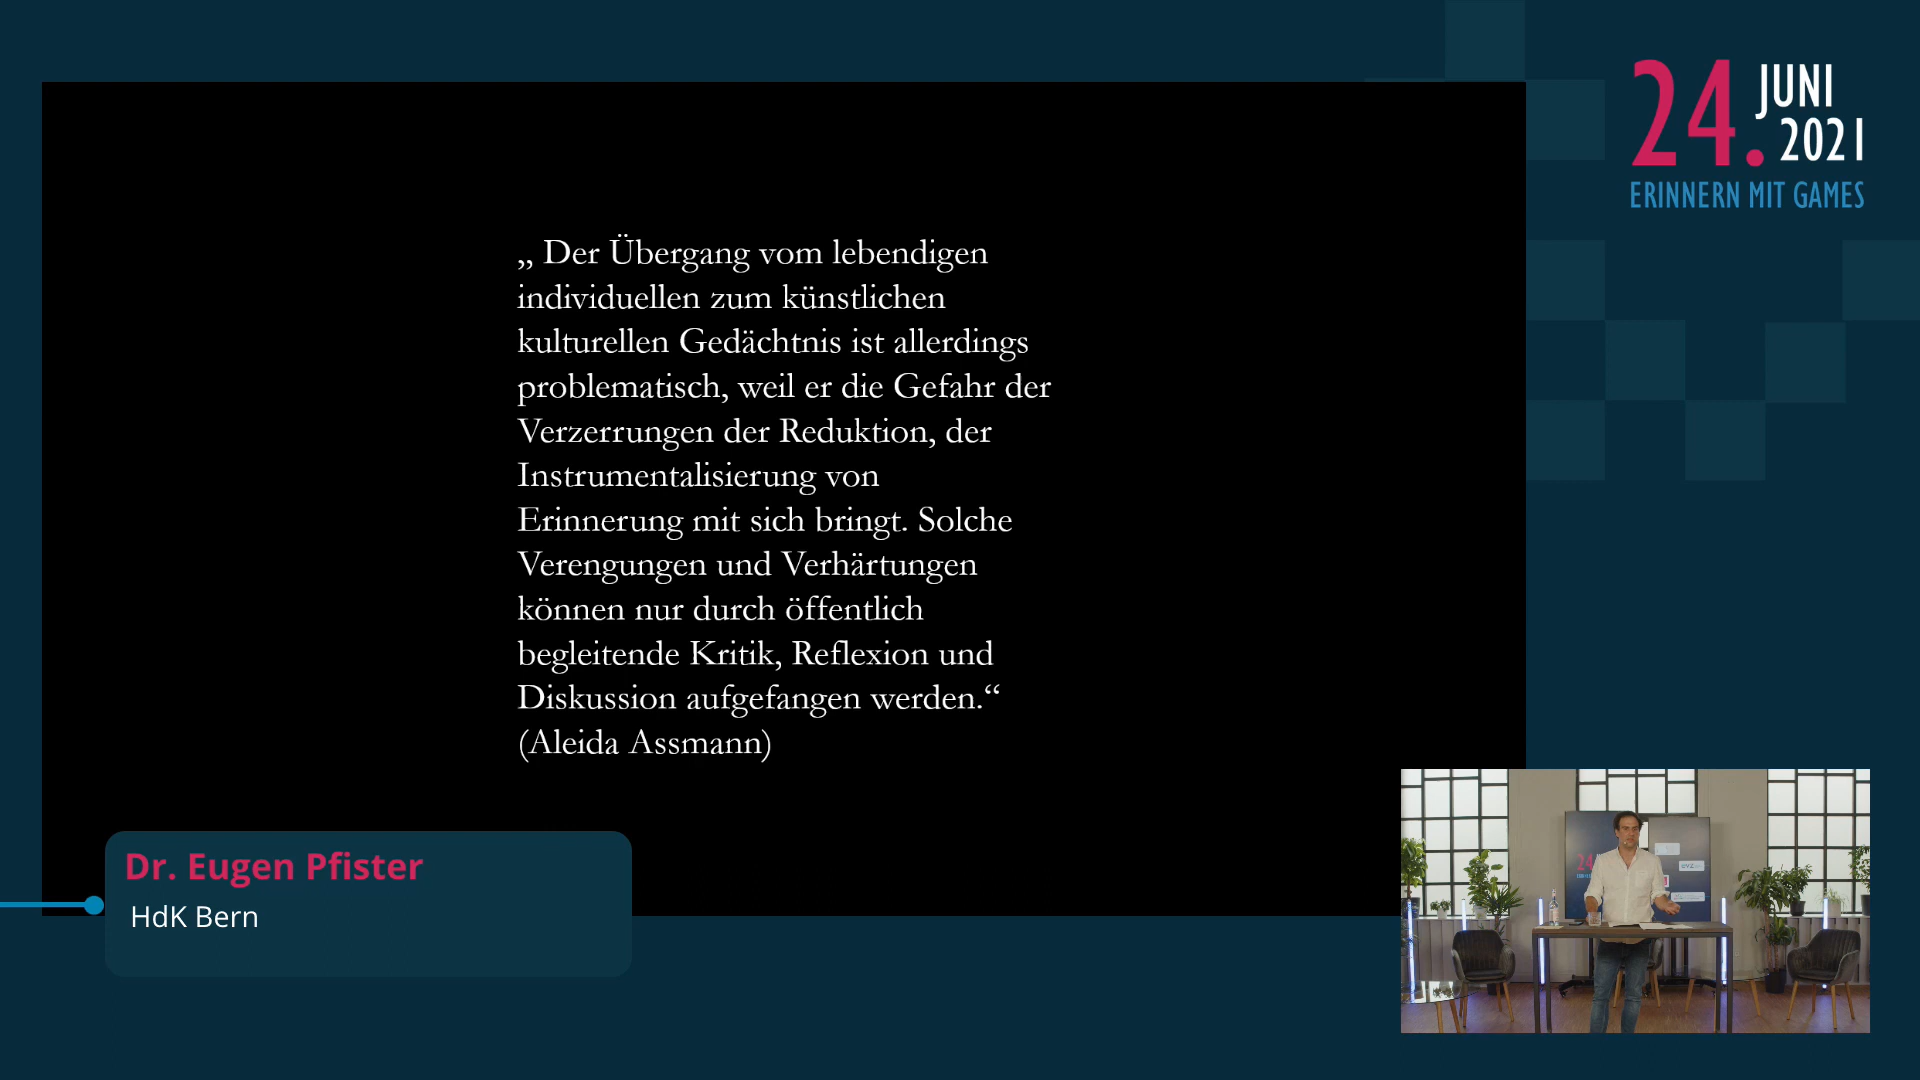 24. JUNI
2021
ERINNERN MIT GAMES
„ Der Übergang vom lebendigen
individuellen zum künstlichen
kulturellen Gedächtnis ist allerdings
problematisch, weil er die Gefahr der
Verzerrungen der Reduktion, der
Instrumentalisierung von
Erinnerung mit sich bringt. Solche
Verengungen und Verhärtungen
können nur durch öffentlich
begleitende Kritik, Reflexion und
Diskussion aufgefangen werden.“
(Aleida Assmann)
Dr. Eugen Pfister
HdK Bern
24